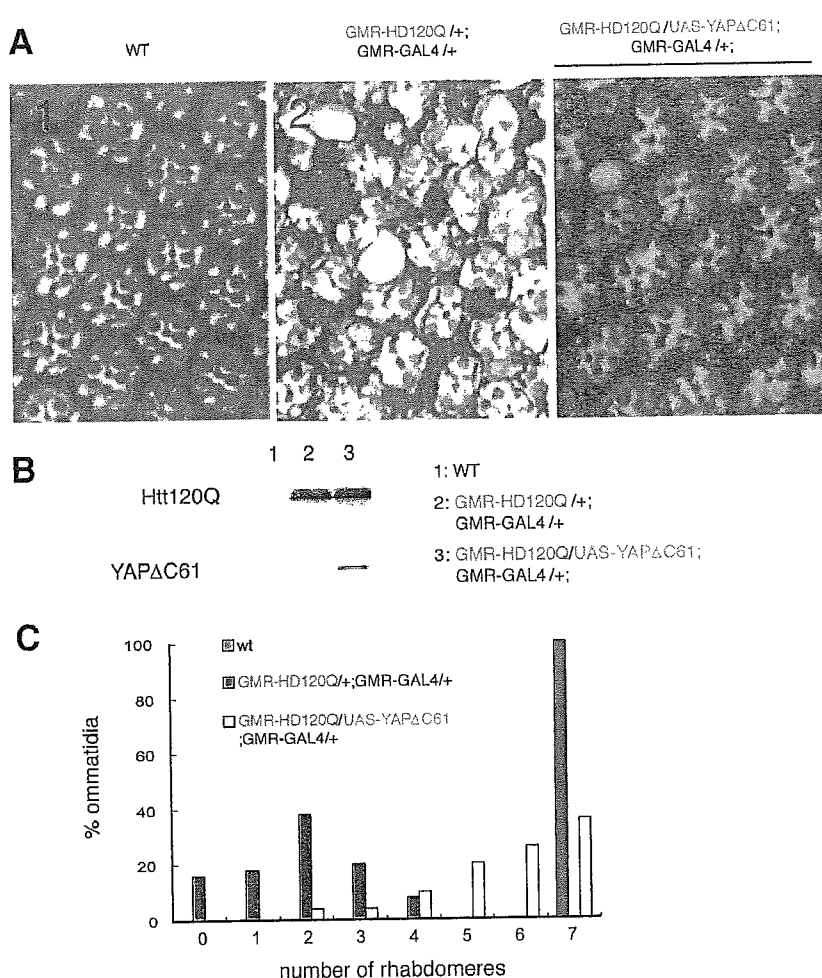 A
WT
GMR-HD120Q/+;
GMR-GAL4/+
GMR-HD120Q/UAS-YAPΔC61;
GMR-GAL4/+;
1
2
3
B
1 2 3
Htt120Q
YAPΔC61
1: WT
2: GMR-HD120Q/+;
GMR-GAL4/+
3: GMR-HD120Q/UAS-YAPΔC61;
GMR-GAL4/+;
C
wt
GMR-HD120Q/+;GMR-GAL4/+
GMR-HD120Q/UAS-YAPΔC61
;GMR-GAL4/+
% ommatidia
100
80
60
40
20
0
0 1 2 3 4 5 6 7
number of rhabdomeres